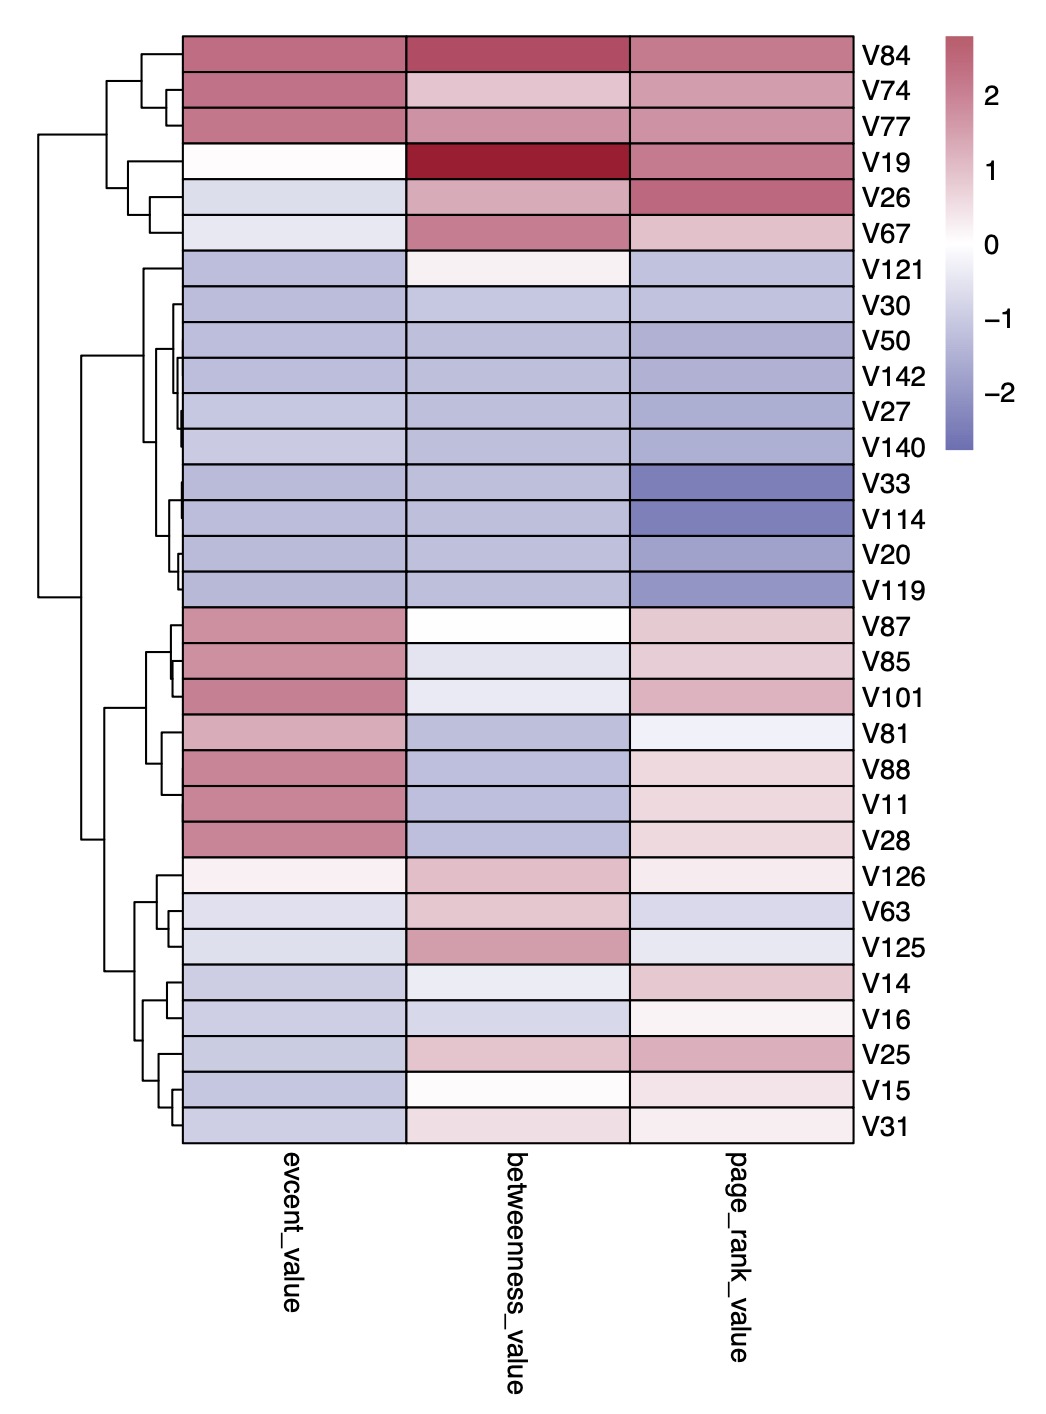 V84
V74
V77
V19
V26
V67
V121
V30
V50
V142
V27
V140
V33
V114
V20
V119
V87
V85
V101
V81
V88
V11
V28
V126
V63
V125
V14
V16
V25
V15
V31
2
1
0
−1
−2
evcent_value
betweenness_value
page_rank_value